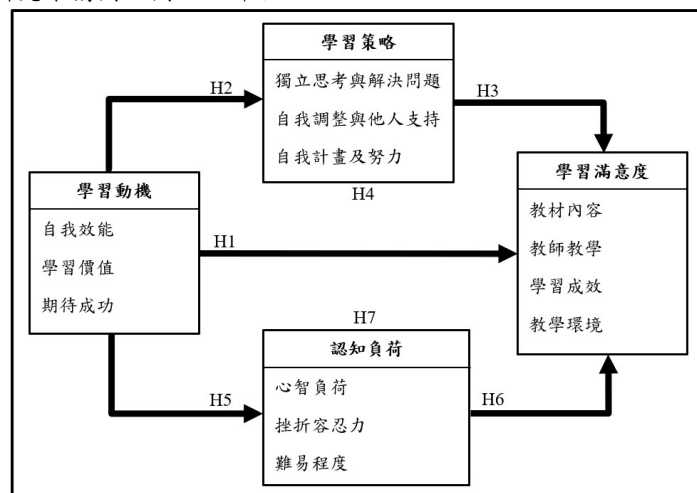 學習策略
H2
獨立思考與解決問題
H3
自我調整與他人支持
自我計畫及努力
學習滿意度
學習動機
H4
教材內容
自我效能
H1
教師教學
學習價值
學習成效
期待成功
H7
教學環境
認知負荷
心智負荷
H5
挫折容忍力
H6
難易程度